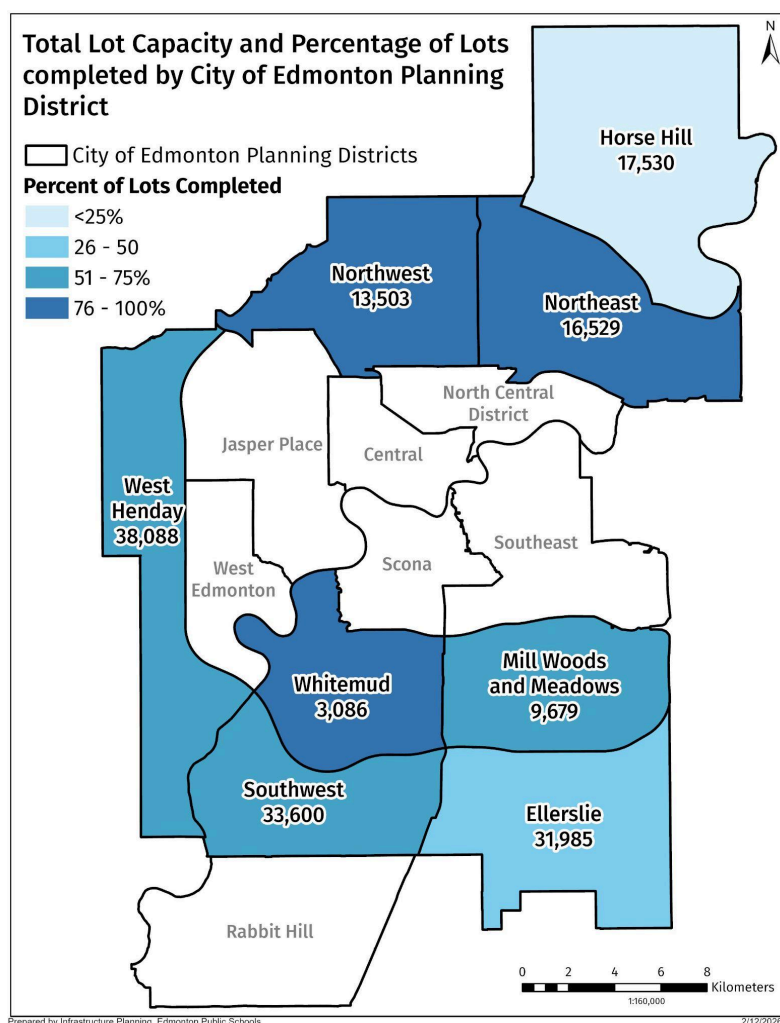 Total Lot Capacity and Percentage of Lots
completed by City of Edmonton Planning
District
City of Edmonton Planning Districts
Percent of Lots Completed
<25%
26 - 50
51 - 75%
76 - 100%
N
Horse Hill
17,530
Northwest
13,503
Northeast
16,529
North Central
District
Jasper Place
Central
West
Henday
38,088
West
Edmonton
Scona
Southeast
Whitemud
3,086
Mill Woods
and Meadows
9,679
Southwest
33,600
Ellerslie
31,985
Rabbit Hill
0 2 4 6 8
Kilometers
1:160,000
Prepared by Infrastructure Planning, Edmonton Public Schools